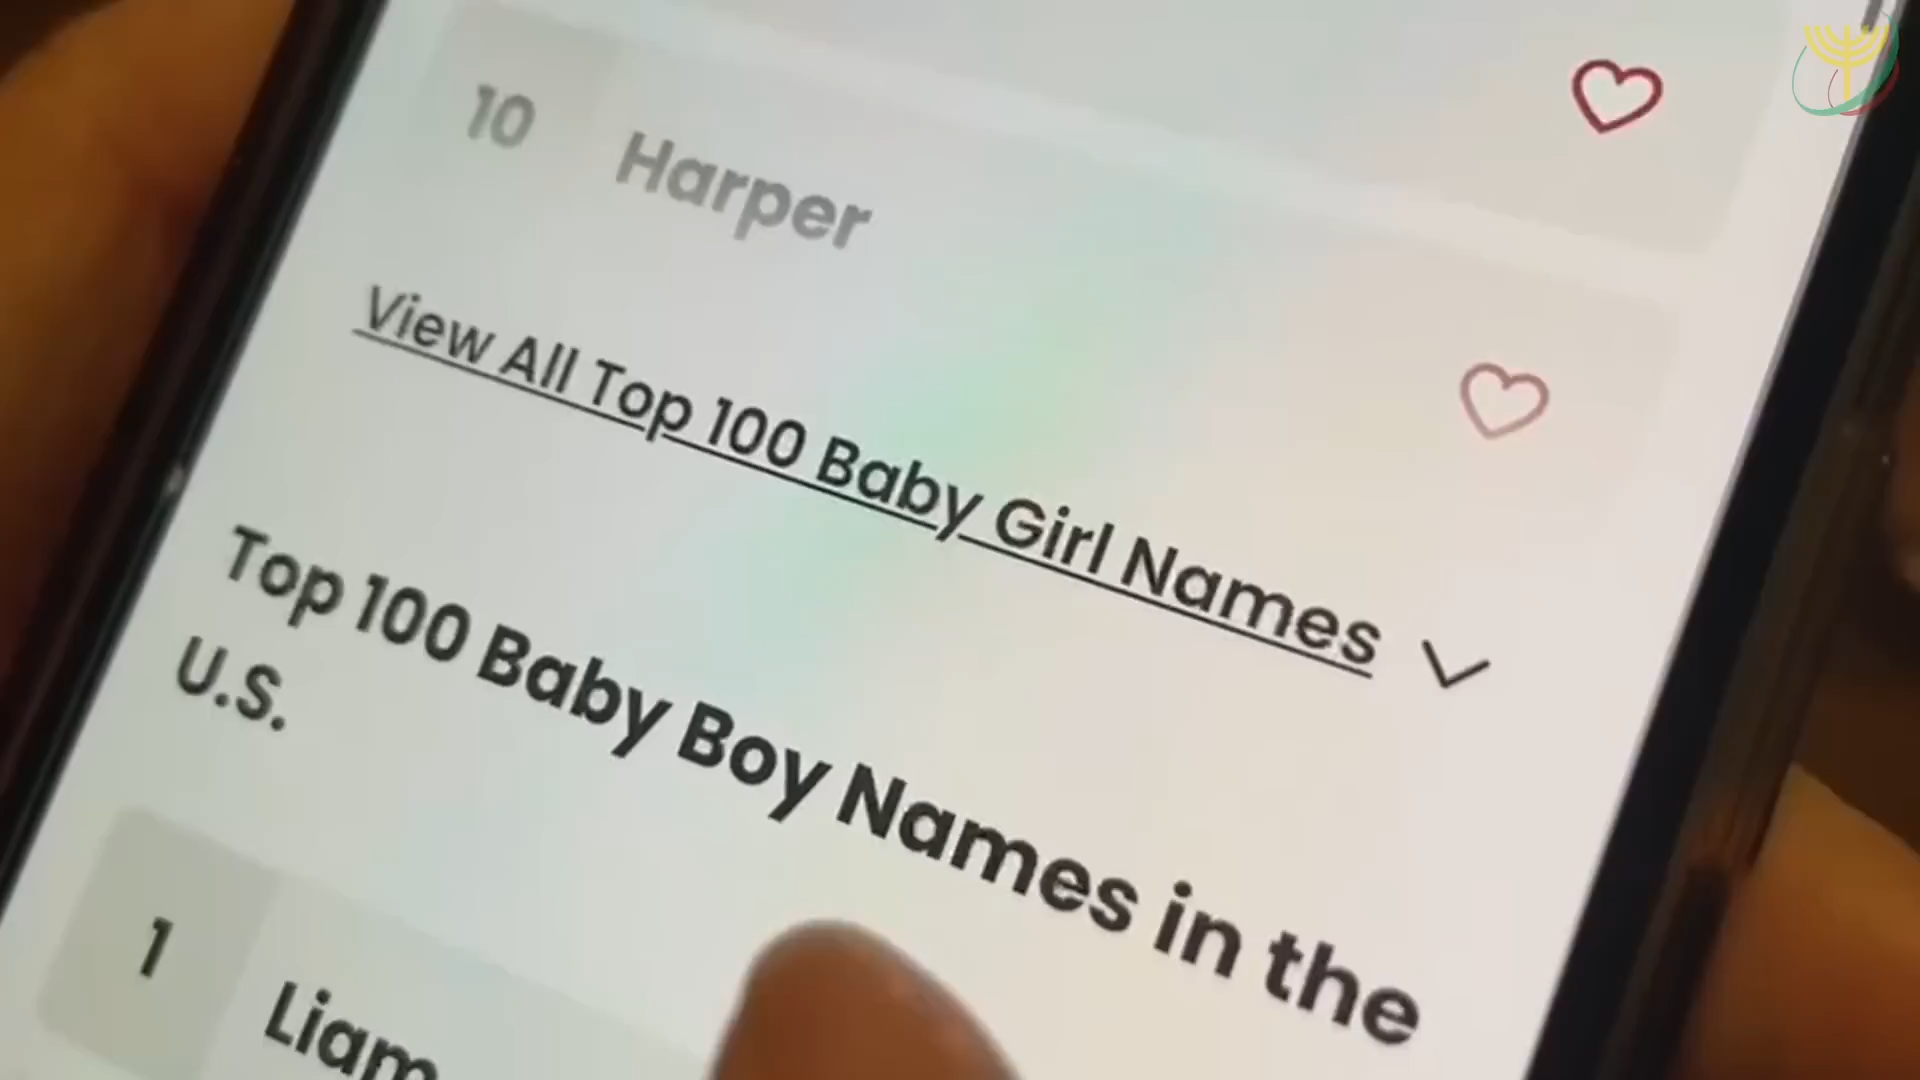 10 Harper
View All Top 100 Baby Girl Names
Top 100 Baby Boy Names in the
U.S.
1 Liam